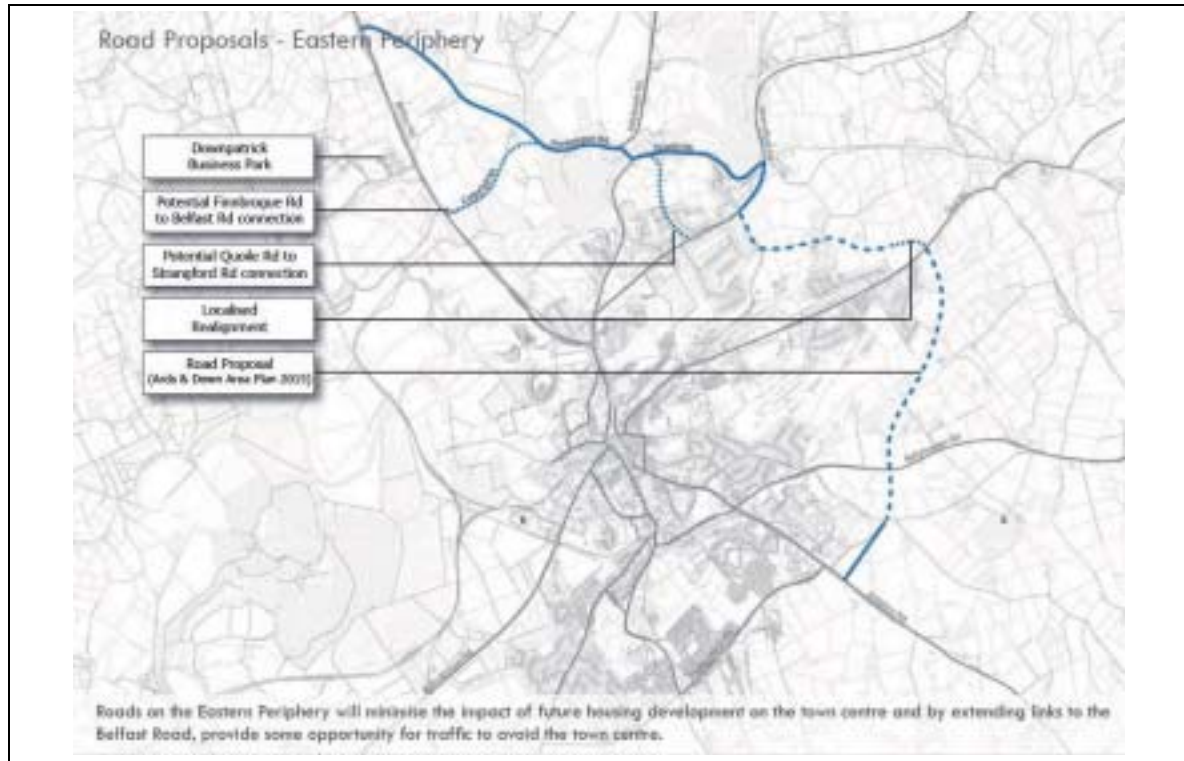 Road Proposals - Eastern Periphery
Downpatrick
Business Park
Potential Finnbrogue Rd
to Belfast Rd connection
Potential Quoile Rd to
Strangford Rd connection
Localised
Realignment
Road Proposal
(Ards & Down Area Plan 2015)
Roads on the Eastern Periphery will minimise the impact of future housing development on the town centre and by extending links to the
Belfast Road, provide some opportunity for traffic to avoid the town centre.